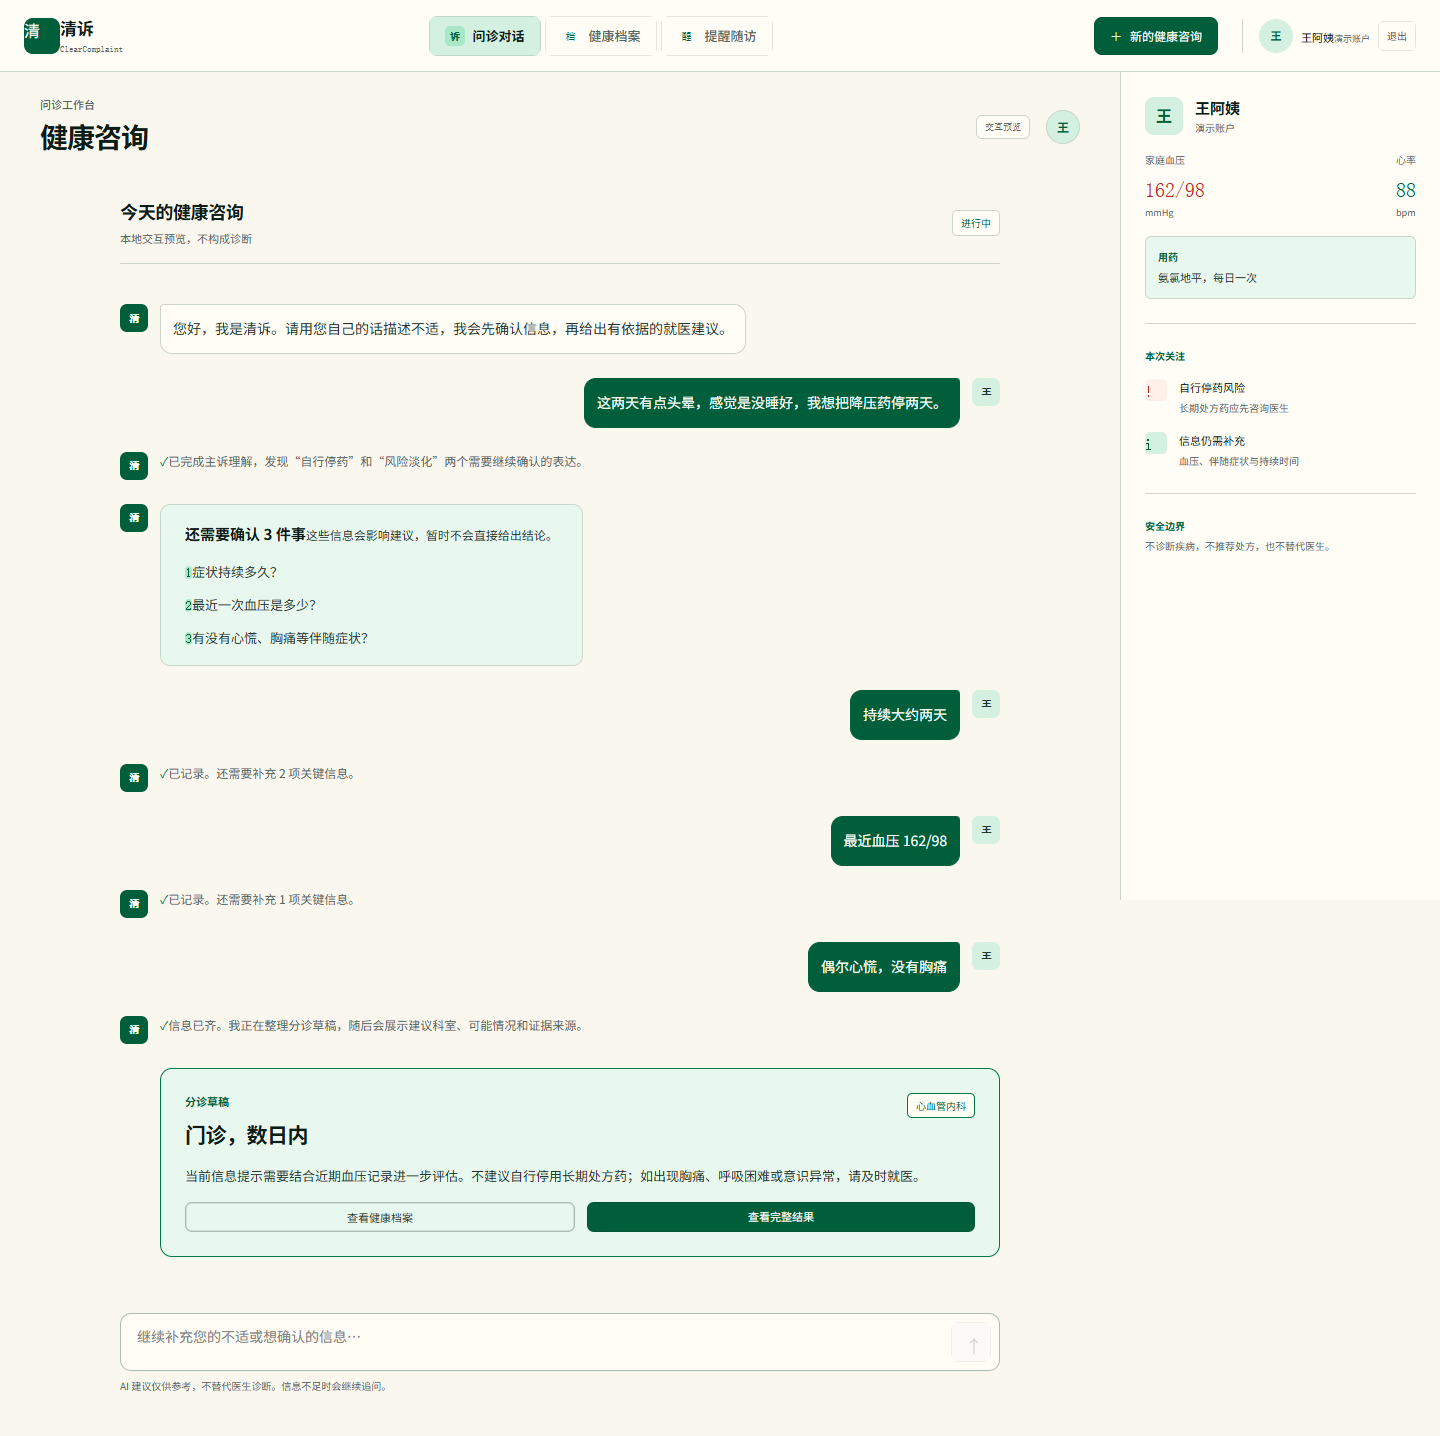 清 清诉
ClearComplaint
诉 问诊对话
档 健康档案
醒 提醒随访
＋ 新的健康咨询
王 王阿姨演示账户 退出
问诊工作台
健康咨询
交互预览 王
今天的健康咨询
本地交互预览，不构成诊断
进行中
清 您好，我是清诉。请用您自己的话描述不适，我会先确认信息，再给出有依据的就医建议。
这两天有点头晕，感觉是没睡好，我想把降压药停两天。 王
清 ✓已完成主诉理解，发现“自行停药”和“风险淡化”两个需要继续确认的表达。
清 还需要确认 3 件事这些信息会影响建议，暂时不会直接给出结论。
1症状持续多久？
2最近一次血压是多少？
3有没有心慌、胸痛等伴随症状？
持续大约两天 王
清 ✓已记录。还需要补充 2 项关键信息。
最近血压 162/98 王
清 ✓已记录。还需要补充 1 项关键信息。
偶尔心慌，没有胸痛 王
清 ✓信息已齐。我正在整理分诊草稿，随后会展示建议科室、可能情况和证据来源。
分诊草稿
心血管内科
门诊，数日内
当前信息提示需要结合近期血压记录进一步评估。不建议自行停用长期处方药；如出现胸痛、呼吸困难或意识异常，请及时就医。
查看健康档案
查看完整结果
继续补充您的不适或想确认的信息…
↑
AI 建议仅供参考，不替代医生诊断。信息不足时会继续追问。
王 王阿姨
演示账户
家庭血压 心率
162/98 88
mmHg bpm
用药
氨氯地平，每日一次
本次关注
! 自行停药风险
长期处方药应先咨询医生
i 信息仍需补充
血压、伴随症状与持续时间
安全边界
不诊断疾病，不推荐处方，也不替代医生。